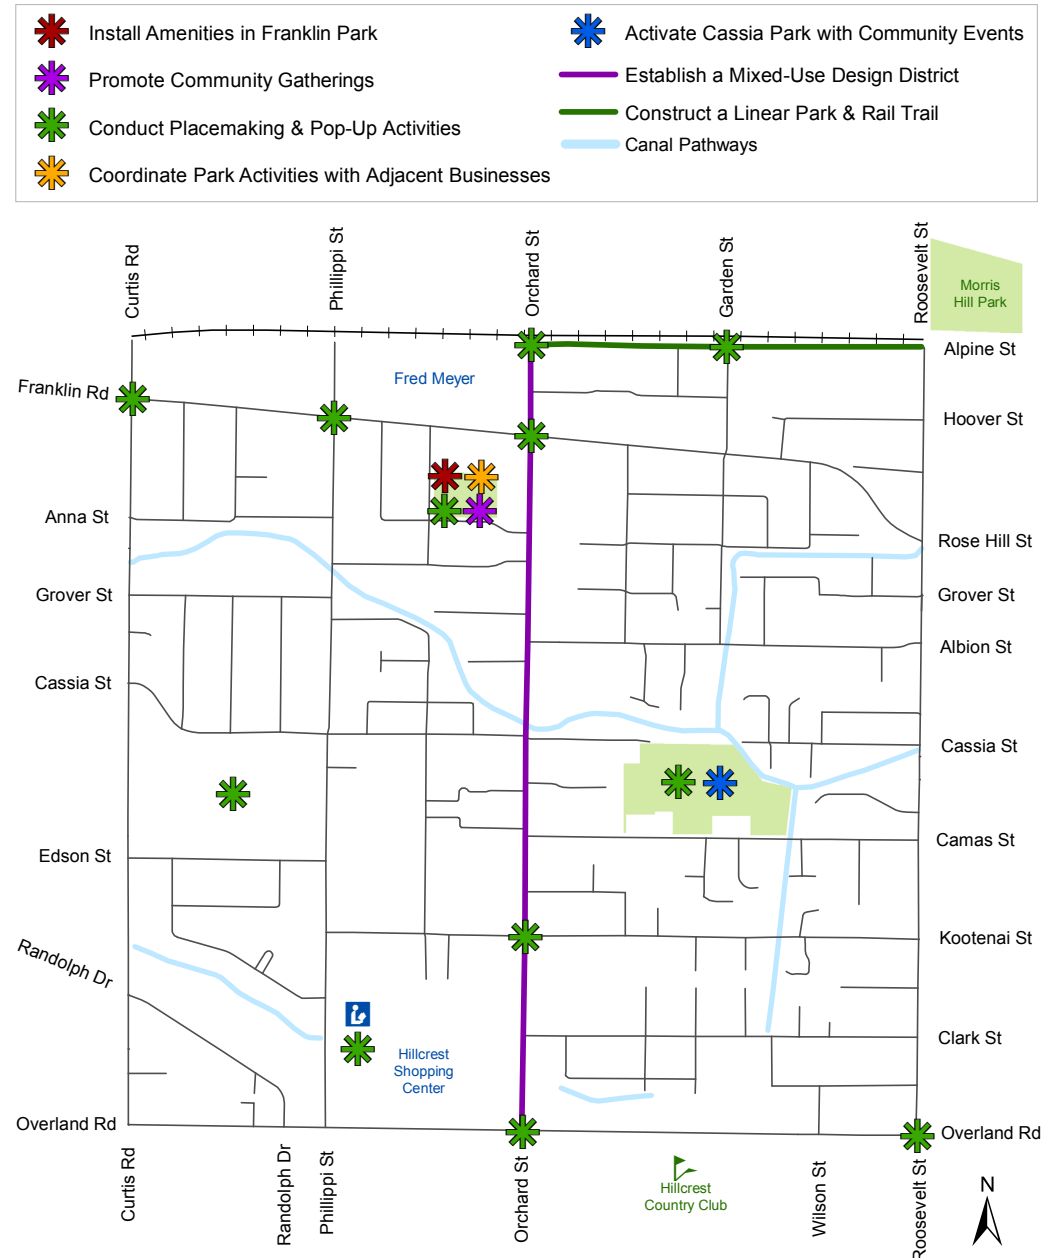 Install Amenities in Franklin Park
Promote Community Gatherings
Conduct Placemaking & Pop-Up Activities
Coordinate Park Activities with Adjacent Businesses
Activate Cassia Park with Community Events
Establish a Mixed-Use Design District
Construct a Linear Park & Rail Trail
Canal Pathways
Curtis Rd
Phillippi St
Orchard St
Garden St
Roosevelt St
Morris
Hill Park
Alpine St
Franklin Rd
Fred Meyer
Hoover St
Anna St
Rose Hill St
Grover St
Grover St
Albion St
Cassia St
Cassia St
Camas St
Edson St
Kootenai St
Randolph Dr
Clark St
Hillcrest
Shopping
Center
Overland Rd
Overland Rd
Curtis Rd
Randolph Dr
Phillippi St
Orchard St
Hillcrest
Country Club
Wilson St
Roosevelt St
N